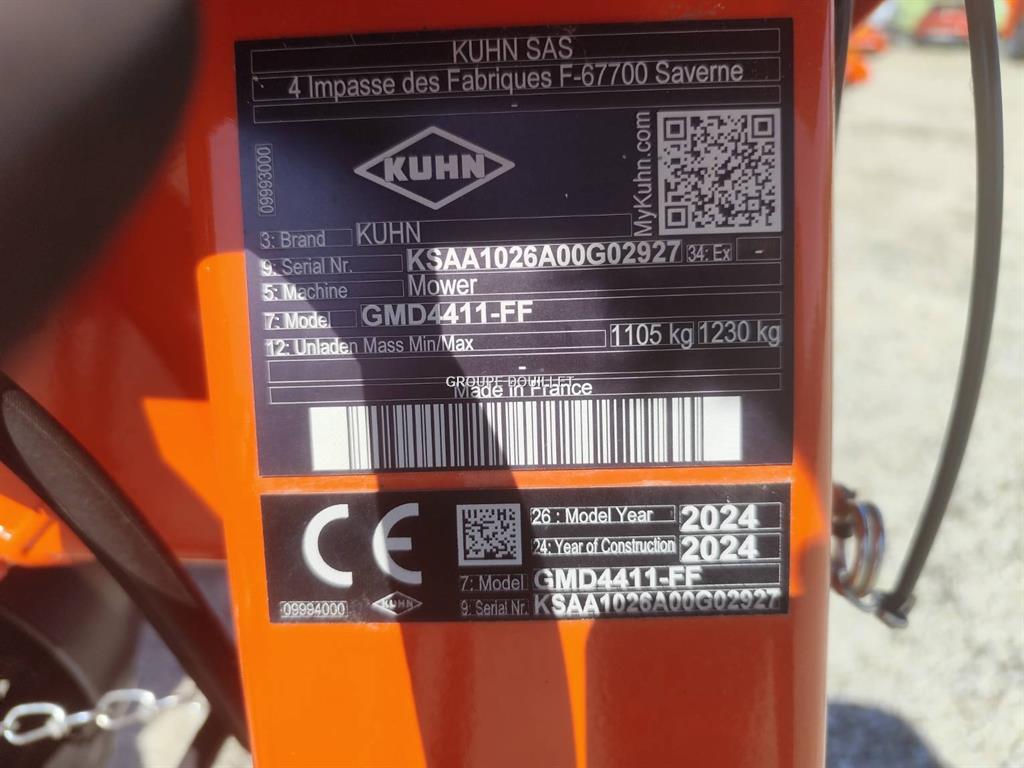 KUHN SAS
4 Impasse des Fabriques F-67700 Saverne
-
09993000
KUHN
MyKuhn.com
3: Brand KUHN
9: Serial Nr. KSAA1026A00G02927 34: Ex -
5: Machine Mower
7: Model GMD4411-FF
12: Unladen Mass Min/Max 1105 kg 1230 kg
-
GROUPE DOUILLET
Made in France
CE
26 : Model Year 2024
24: Year of Construction 2024
7: Model GMD4411-FF
9: Serial Nr. KSAA1026A00G02927
09994000 KUHN